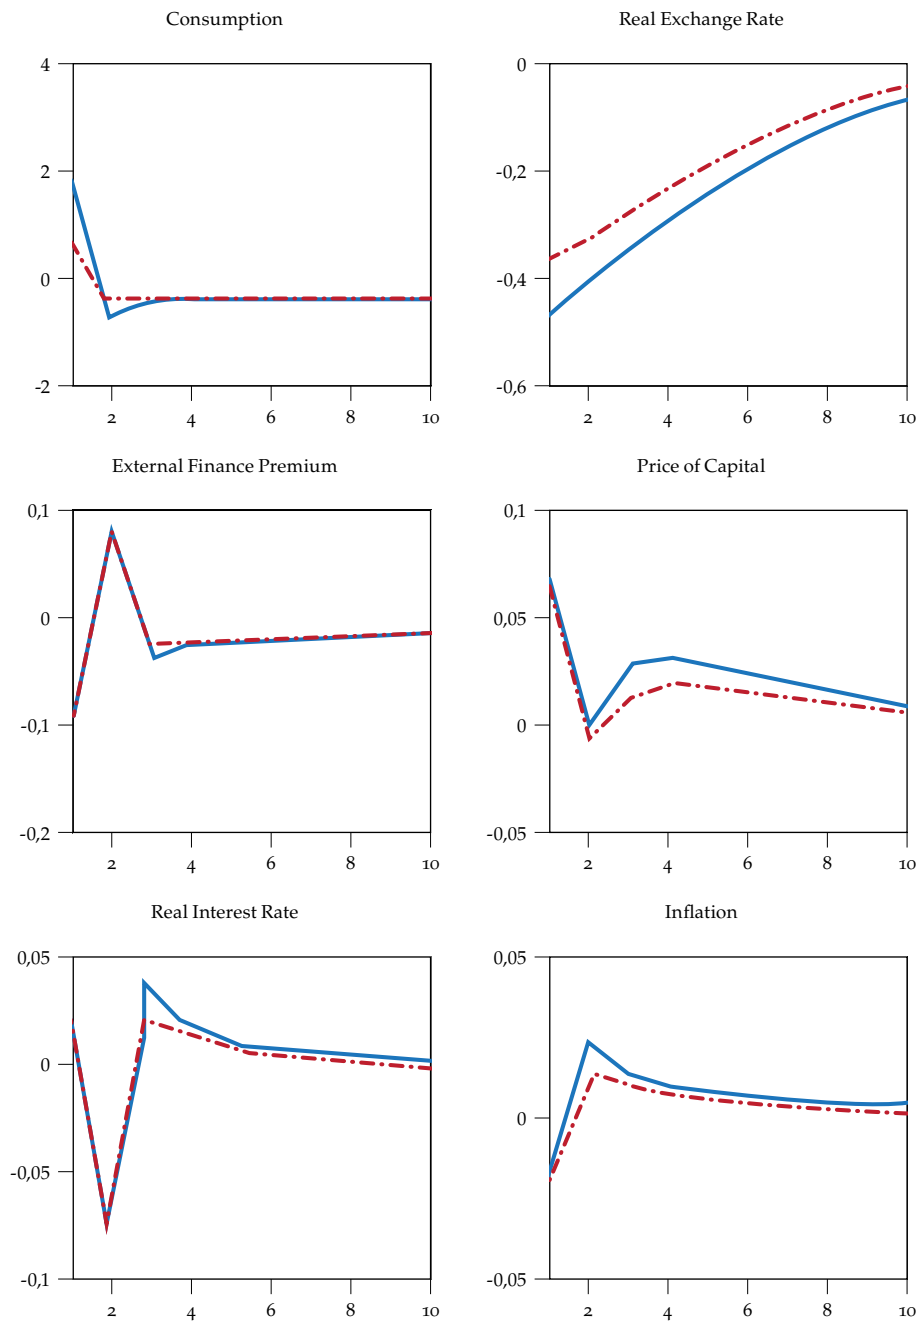 Consumption
4
2
0
-2
2 4 6 8 10
Real Exchange Rate
0
-0,2
-0,4
-0,6
2 4 6 8 10
External Finance Premium
0,1
0
-0,1
-0,2
2 4 6 8 10
Price of Capital
0,1
0,05
0
-0,05
2 4 6 8 10
Real Interest Rate
0,05
0
-0,05
-0,1
2 4 6 8 10
Inflation
0,05
0
-0,05
2 4 6 8 10